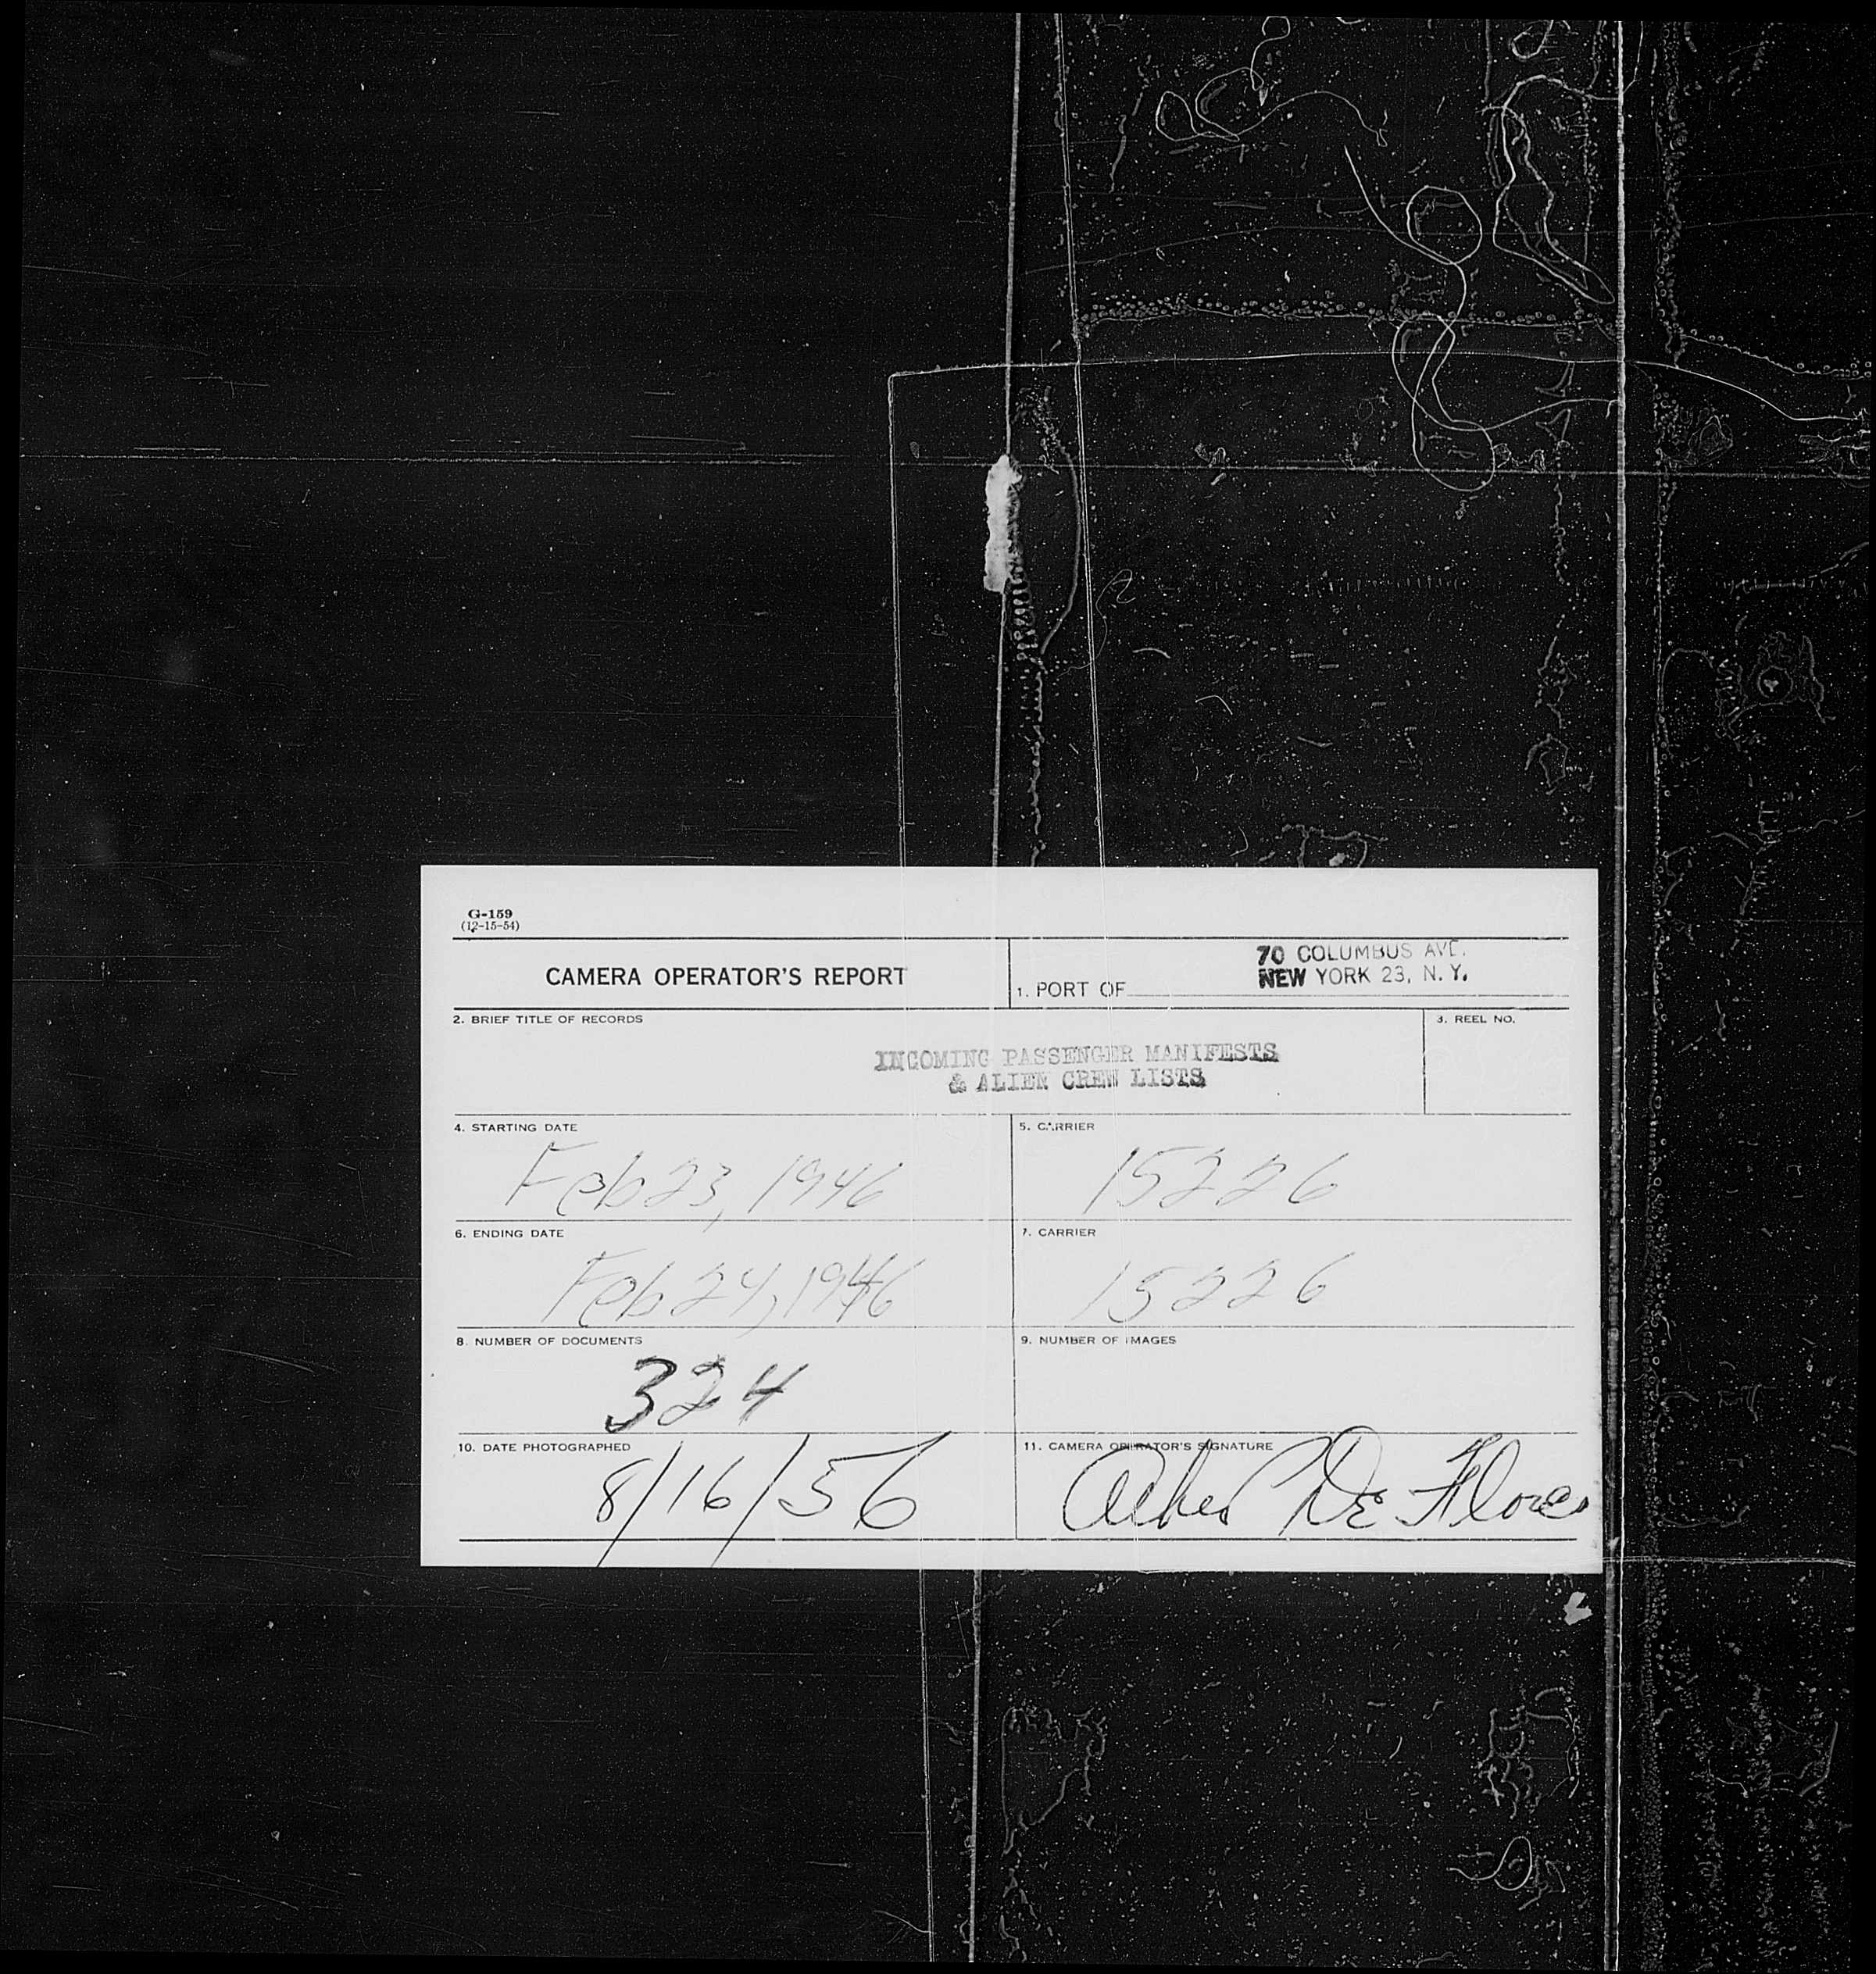 G-159
(12-15-54)
CAMERA OPERATOR'S REPORT
1. PORT OF
70 COLUMBUS AVE.
NEW YORK 23, N. Y.
2. BRIEF TITLE OF RECORDS
INCOMING PASSENGER MANIFESTS
& ALIEN CREW LISTS
3. REEL NO.
4. STARTING DATE
Feb 23, 1946
5. CARRIER
15226
6. ENDING DATE
Feb 24, 1946
7. CARRIER
15226
8. NUMBER OF DOCUMENTS
324
9. NUMBER OF IMAGES
10. DATE PHOTOGRAPHED
8/16/56
11. CAMERA OPERATOR'S SIGNATURE
De Flores